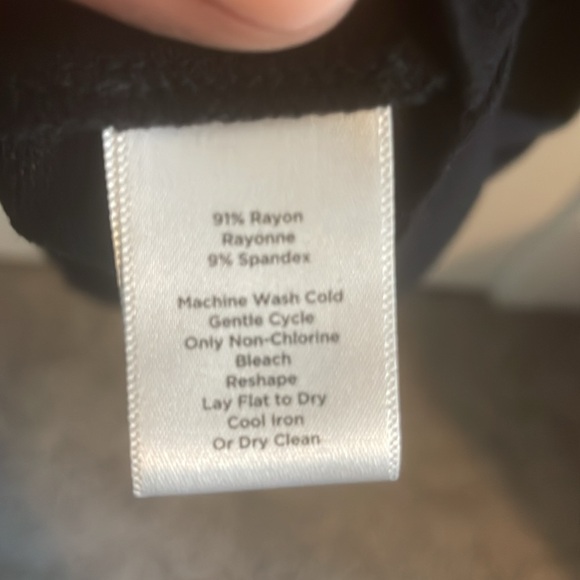 91% Rayon
Rayonne
9% Spandex
Machine Wash Cold
Gentle Cycle
Only Non-Chlorine
Bleach
Reshape
Lay Flat to Dry
Cool Iron
Or Dry Clean